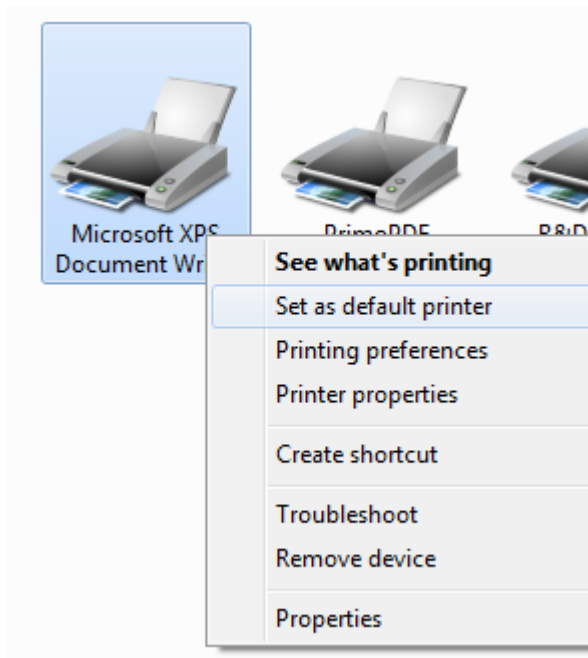 Microsoft XPS
Document Wr
PrimoPDF
See what's printing
Set as default printer
Printing preferences
Printer properties
Create shortcut
Troubleshoot
Remove device
Properties